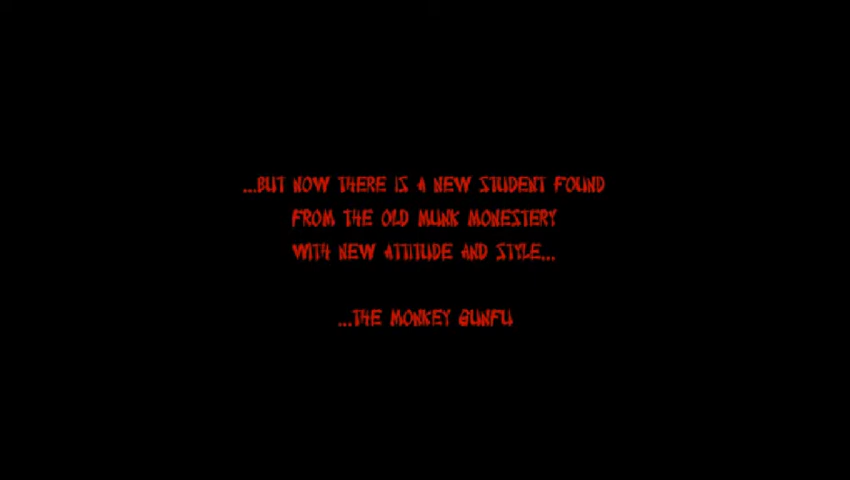 ...BUT NOW THERE IS A NEW STUDENT FOUND
FROM THE OLD MUNK MONESTERY
WITH NEW ATTITUDE AND STYLE...
...THE MONKEY GUNFU